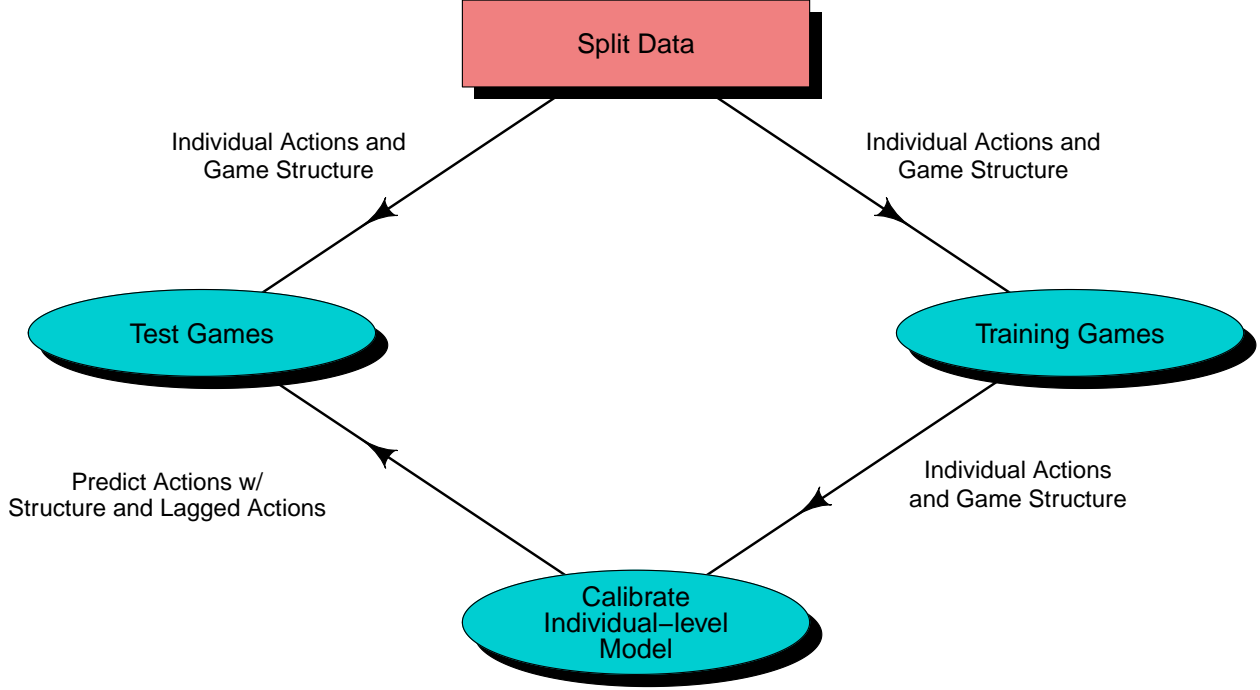 Split Data
Individual Actions and
Game Structure
Individual Actions and
Game Structure
Test Games
Training Games
Predict Actions w/
Structure and Lagged Actions
Individual Actions
and Game Structure
Calibrate
Individual−level
Model